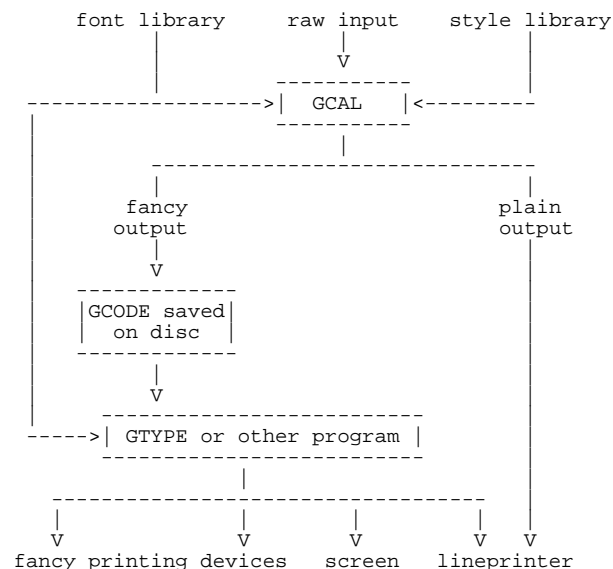 font library raw input style library
GCAL
fancy plain
output output
GCODE saved
on disc
GTYPE or other program
fancy printing devices screen lineprinter